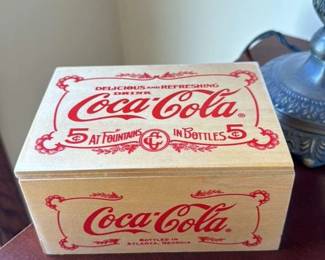 DELICIOUS AND REFRESHING
DRINK
Coca-Cola®
5¢ AT FOUNTAINS IN BOTTLES 5¢
Coca-Cola®
BOTTLED IN
ATLANTA, GEORGIA